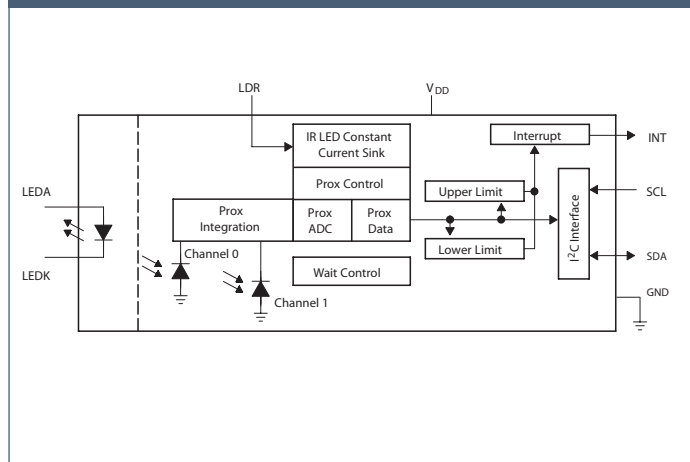 LDR
VDD
IR LED Constant
Current Sink
Interrupt
INT
LEDA
Prox Control
Upper Limit
SCL
Prox
Integration
Prox
ADC
Prox
Data
I2C Interface
Channel 0
Lower Limit
SDA
LEDK
Wait Control
GND
Channel 1